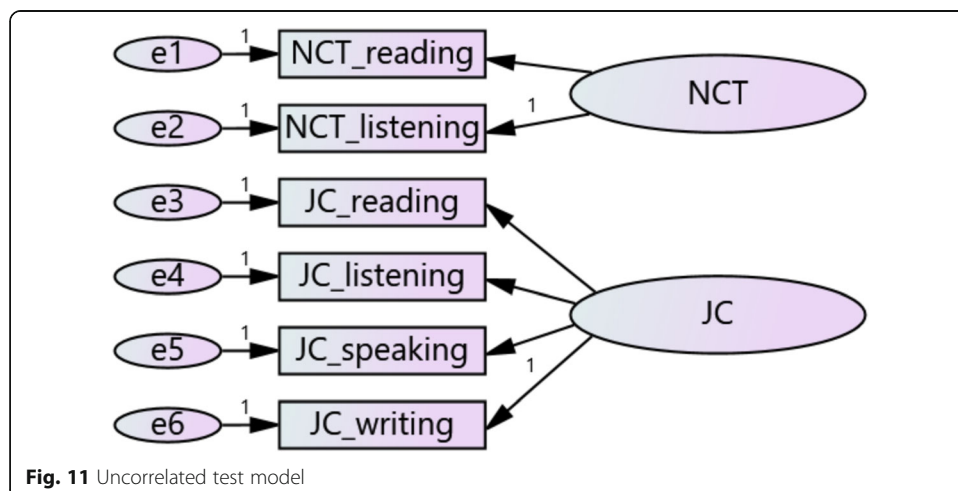 e1 1 NCT_reading
NCT
e2 1 NCT_listening 1
e3 1 JC_reading
e4 1 JC_listening
JC
e5 1 JC_speaking
1
e6 1 JC_writing
Fig. 11 Uncorrelated test model